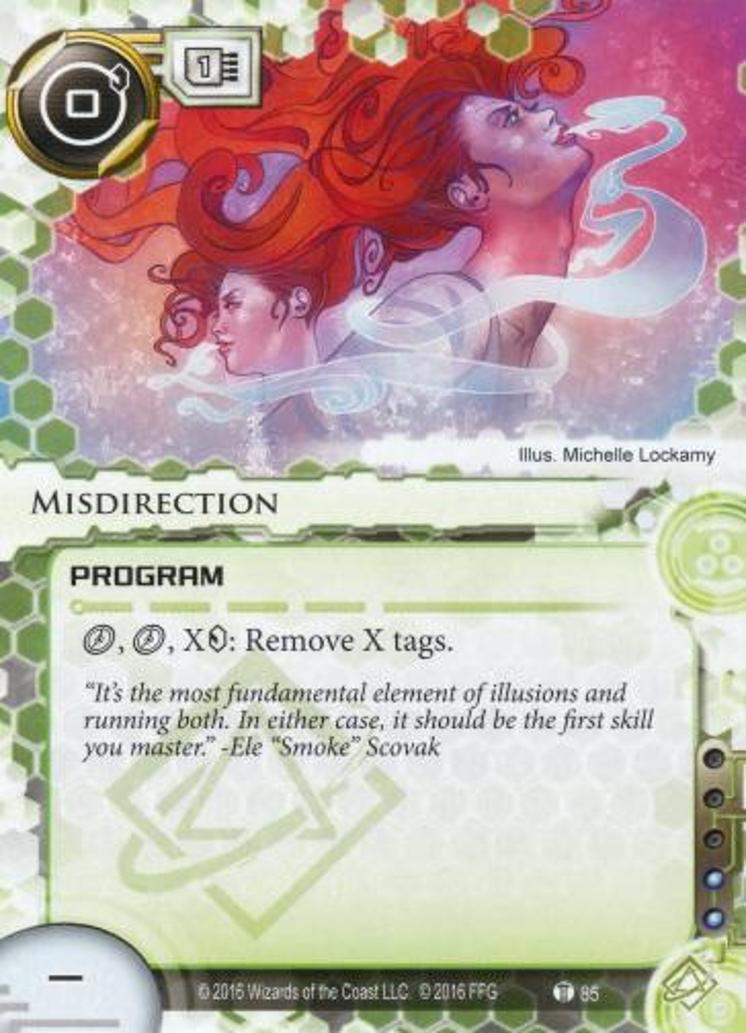 1
Illus. Michelle Lockamy
MISDIRECTION
PROGRAM
, , X: Remove X tags.
“It’s the most fundamental element of illusions and
running both. In either case, it should be the first skill
you master.” -Ele “Smoke” Scovak
–
© 2016 Wizards of the Coast LLC. © 2016 FFG
85